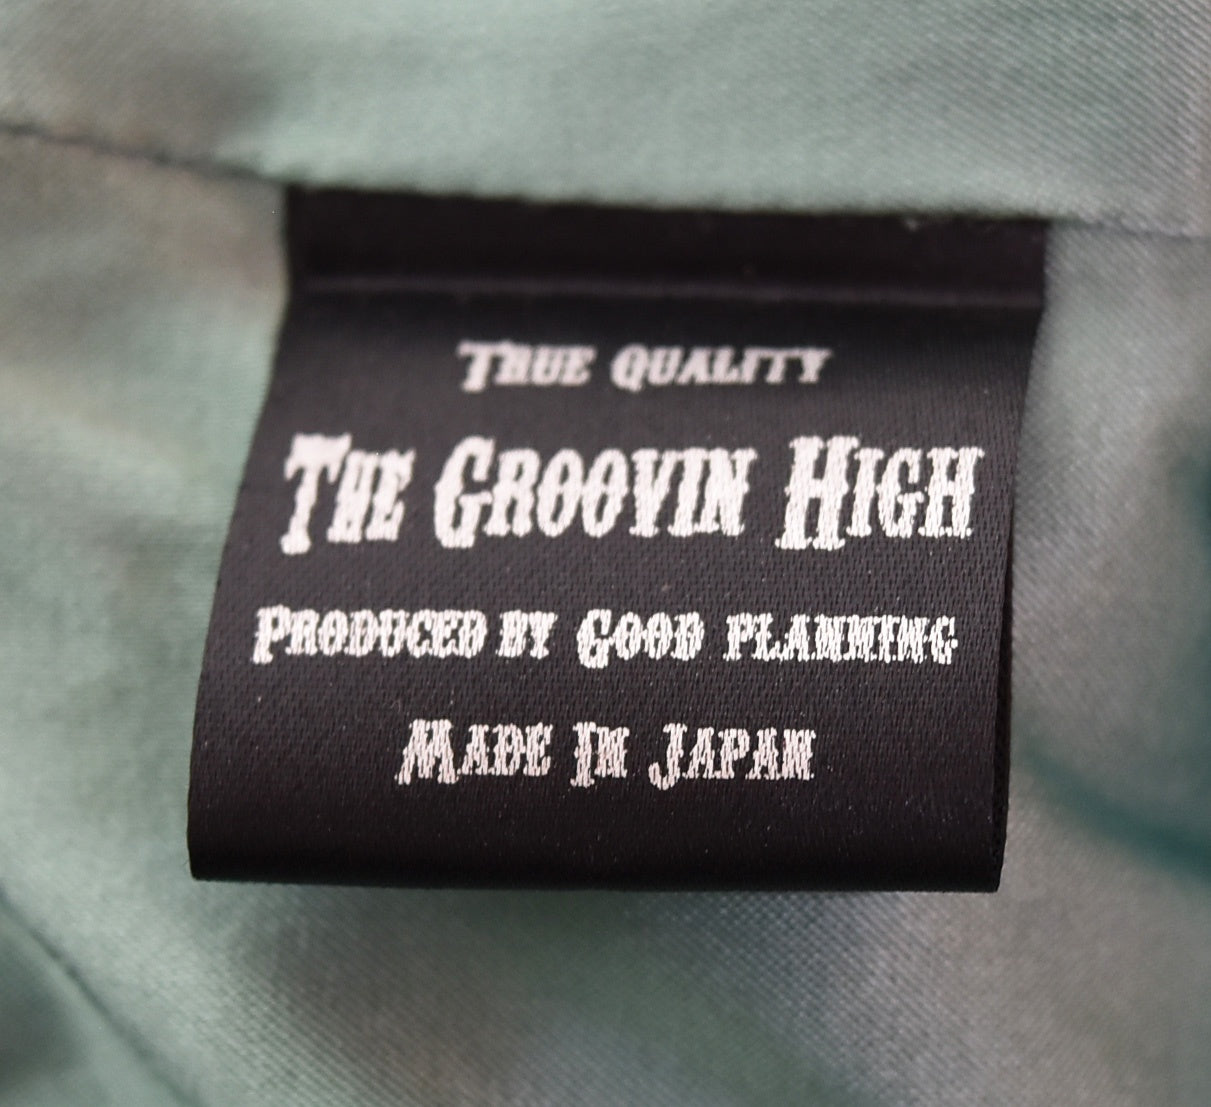 True quality
The Groovin High
Produced by Good planning
Made In Japan